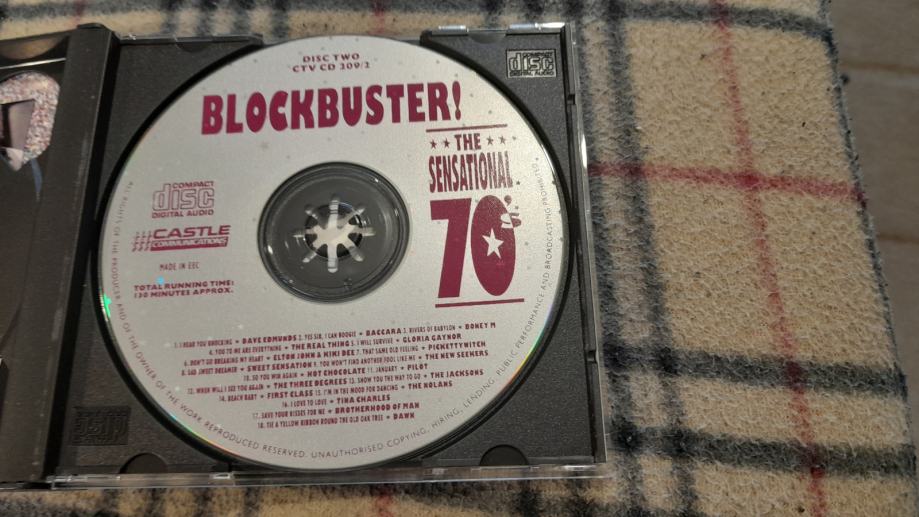 DISC TWO
CTV CD 209/2
BLOCKBUSTER!
THE
SENSATIONAL
70's
COMPACT
disc
DIGITAL AUDIO
CASTLE
COMMUNICATIONS
MADE IN EEC
TOTAL RUNNING TIME:
130 MINUTES APPROX.
1. I HEAR YOU KNOCKING • DAVE EDMUNDS 2. YES SIR, I CAN BOOGIE • BACCARA 3. RIVERS OF BABYLON • BONEY M
4. YOU TO ME ARE EVERYTHING • THE REAL THING 5. I WILL SURVIVE • GLORIA GAYNOR
6. DON'T GO BREAKING MY HEART • ELTON JOHN & KIKI DEE 7. THAT SAME OLD FEELING • PICKETTYWITCH
8. SAD SWEET DREAMER • SWEET SENSATION 9. YOU WON'T FIND ANOTHER FOOL LIKE ME • THE NEW SEEKERS
10. SO YOU WIN AGAIN • HOT CHOCOLATE 11. JANUARY • PILOT
12. WHEN WILL I SEE YOU AGAIN • THE THREE DEGREES 13. SHOW YOU THE WAY TO GO • THE JACKSONS
14. BEACH BABY • FIRST CLASS 15. I'M IN THE MOOD FOR DANCING • THE NOLANS
16. I LOVE TO LOVE • TINA CHARLES
17. SAVE YOUR KISSES FOR ME • BROTHERHOOD OF MAN
18. TIE A YELLOW RIBBON ROUND THE OLD OAK TREE • DAWN
ALL RIGHTS OF THE PRODUCER AND OF THE OWNER OF THE WORK REPRODUCED RESERVED. UNAUTHORISED COPYING, HIRING, LENDING, PUBLIC PERFORMANCE AND BROADCASTING PROHIBITED
COMPACT
disc
DIGITAL AUDIO